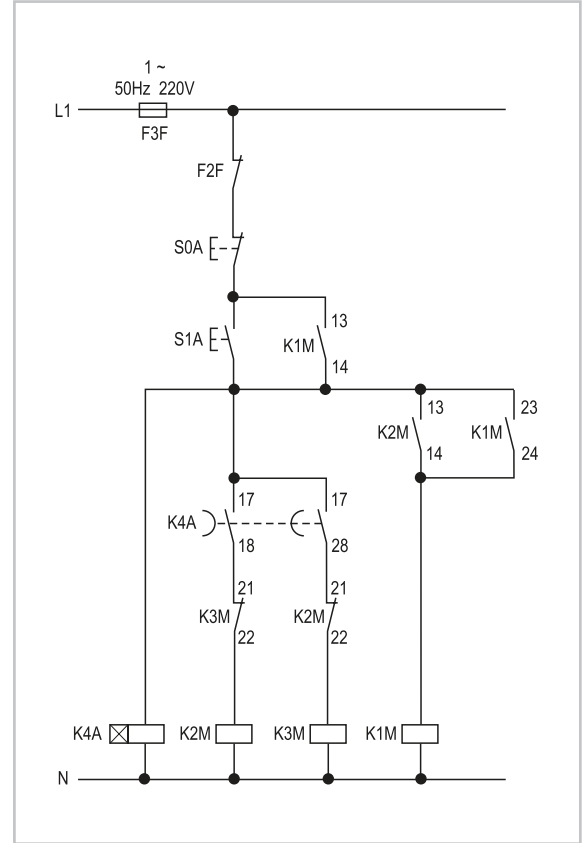 1 ~
50Hz 220V
L1
F3F
F2F
S0A
13
S1A
K1M
14
13
23
K2M
K1M
14
24
17
17
K4A
18
28
21
21
K3M
K2M
22
22
K4A
K2M
K3M
K1M
N